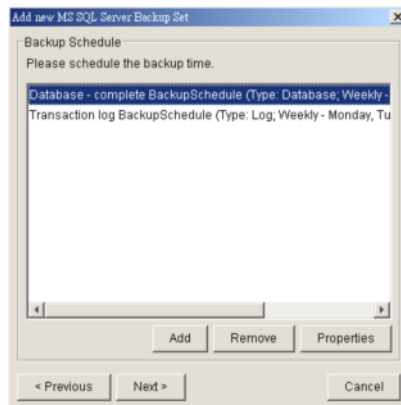 Add new MS SQL Server Backup Set
Backup Schedule
Please schedule the backup time.
Database - complete BackupSchedule (Type: Database; Weekly -
Transaction log BackupSchedule (Type: Log; Weekly - Monday, Tu
Add Remove Properties
< Previous Next > Cancel